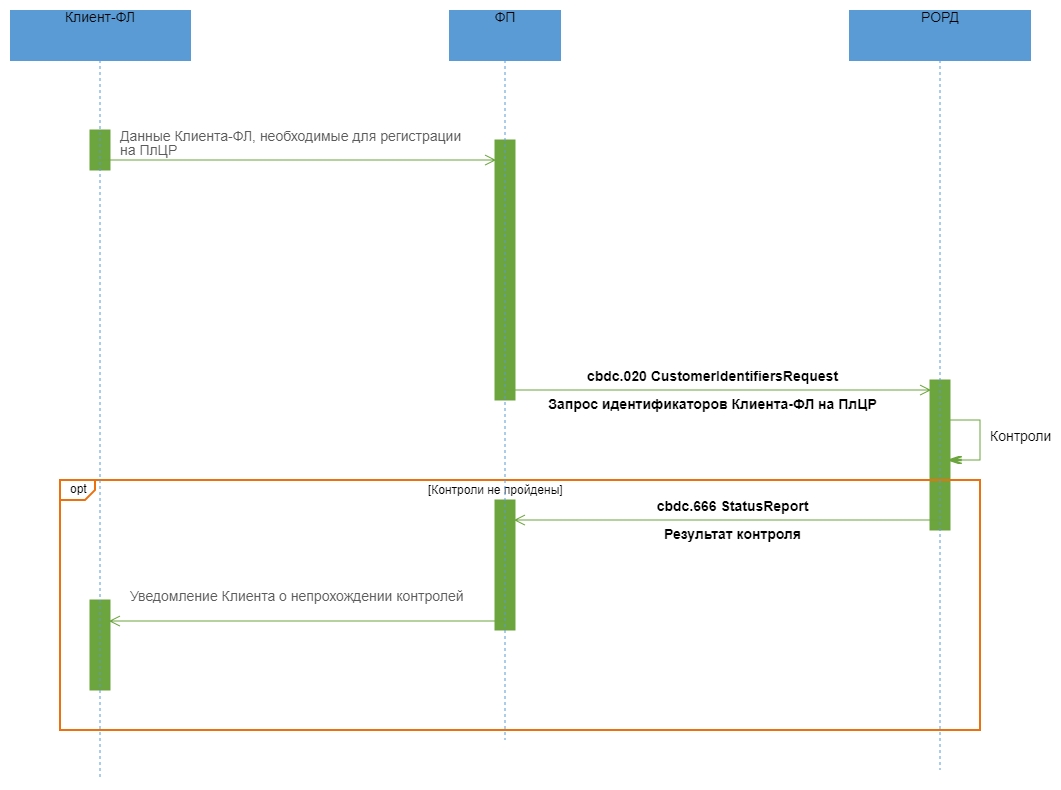 Клиент-ФЛ
ФП
РОРД
Данные Клиента-ФЛ, необходимые для регистрации
на ПлЦР
cbdc.020 CustomerIdentifiersRequest
Запрос идентификаторов Клиента-ФЛ на ПлЦР
Контроли
opt
[Контроли не пройдены]
cbdc.666 StatusReport
Результат контроля
Уведомление Клиента о непрохождении контролей